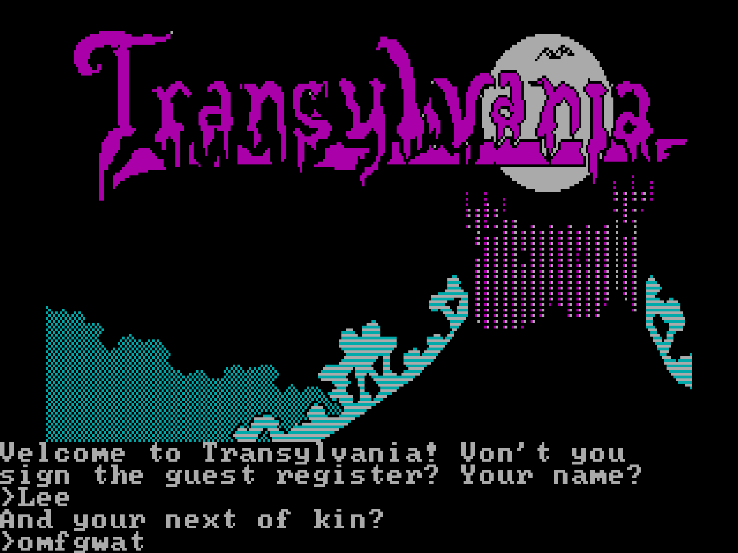 Transylvania
Velcome to Transylvania! Von't you
sign the guest register? Your name?
>Lee
And your next of kin?
>omfgwat